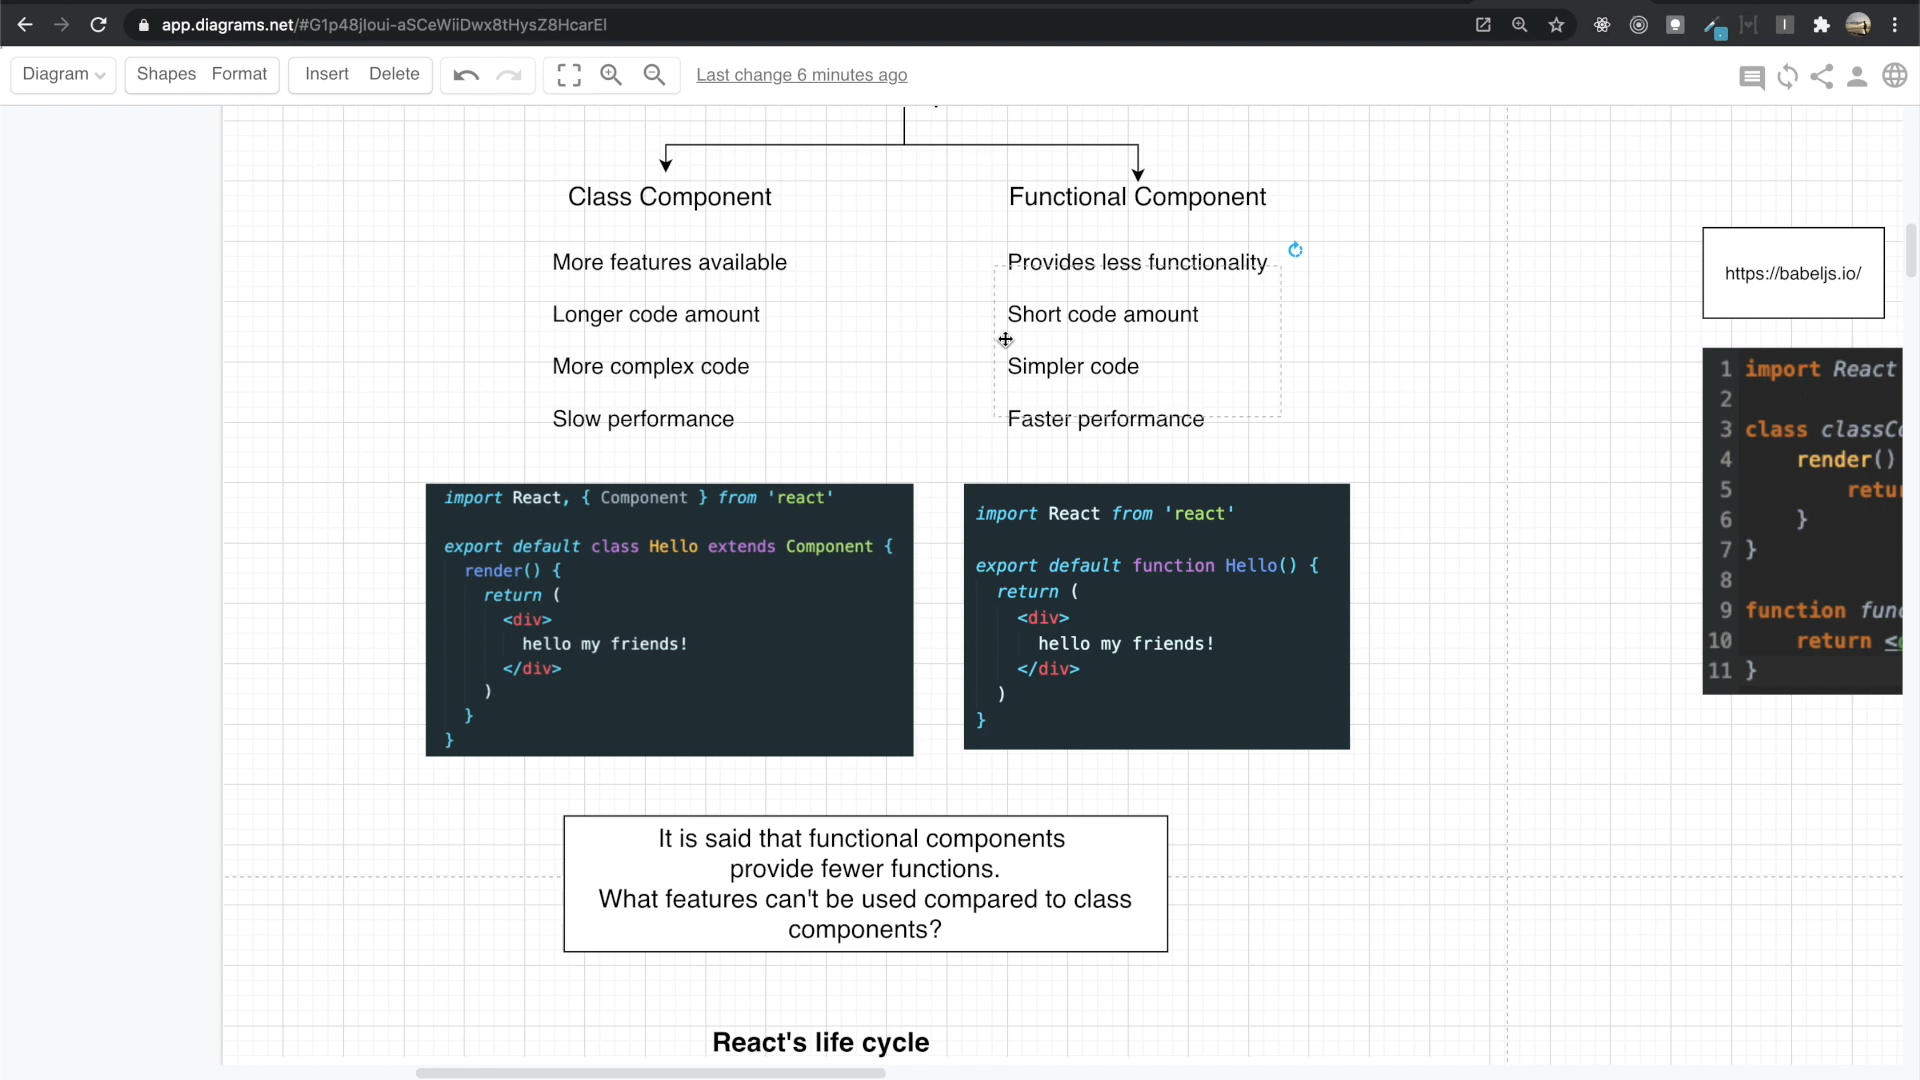 app.diagrams.net/#G1p48jIoui-aSCeWiiDwx8tHysZ8HcarEI
Diagram
Shapes Format
Insert Delete
Last change 6 minutes ago
Class Component
Functional Component
More features available
Longer code amount
More complex code
Slow performance
Provides less functionality
Short code amount
Simpler code
Faster performance
https://babeljs.io/
import React, { Component } from 'react'
export default class Hello extends Component {
render() {
return (
<div>
hello my friends!
</div>
)
}
}
import React from 'react'
export default function Hello() {
return (
<div>
hello my friends!
</div>
)
}
1 import React
2
3 class
4 render()
5
6 }
7 }
8
9 function
10 return
11 }
It is said that functional components
provide fewer functions.
What features can't be used compared to class
components?
React's life cycle